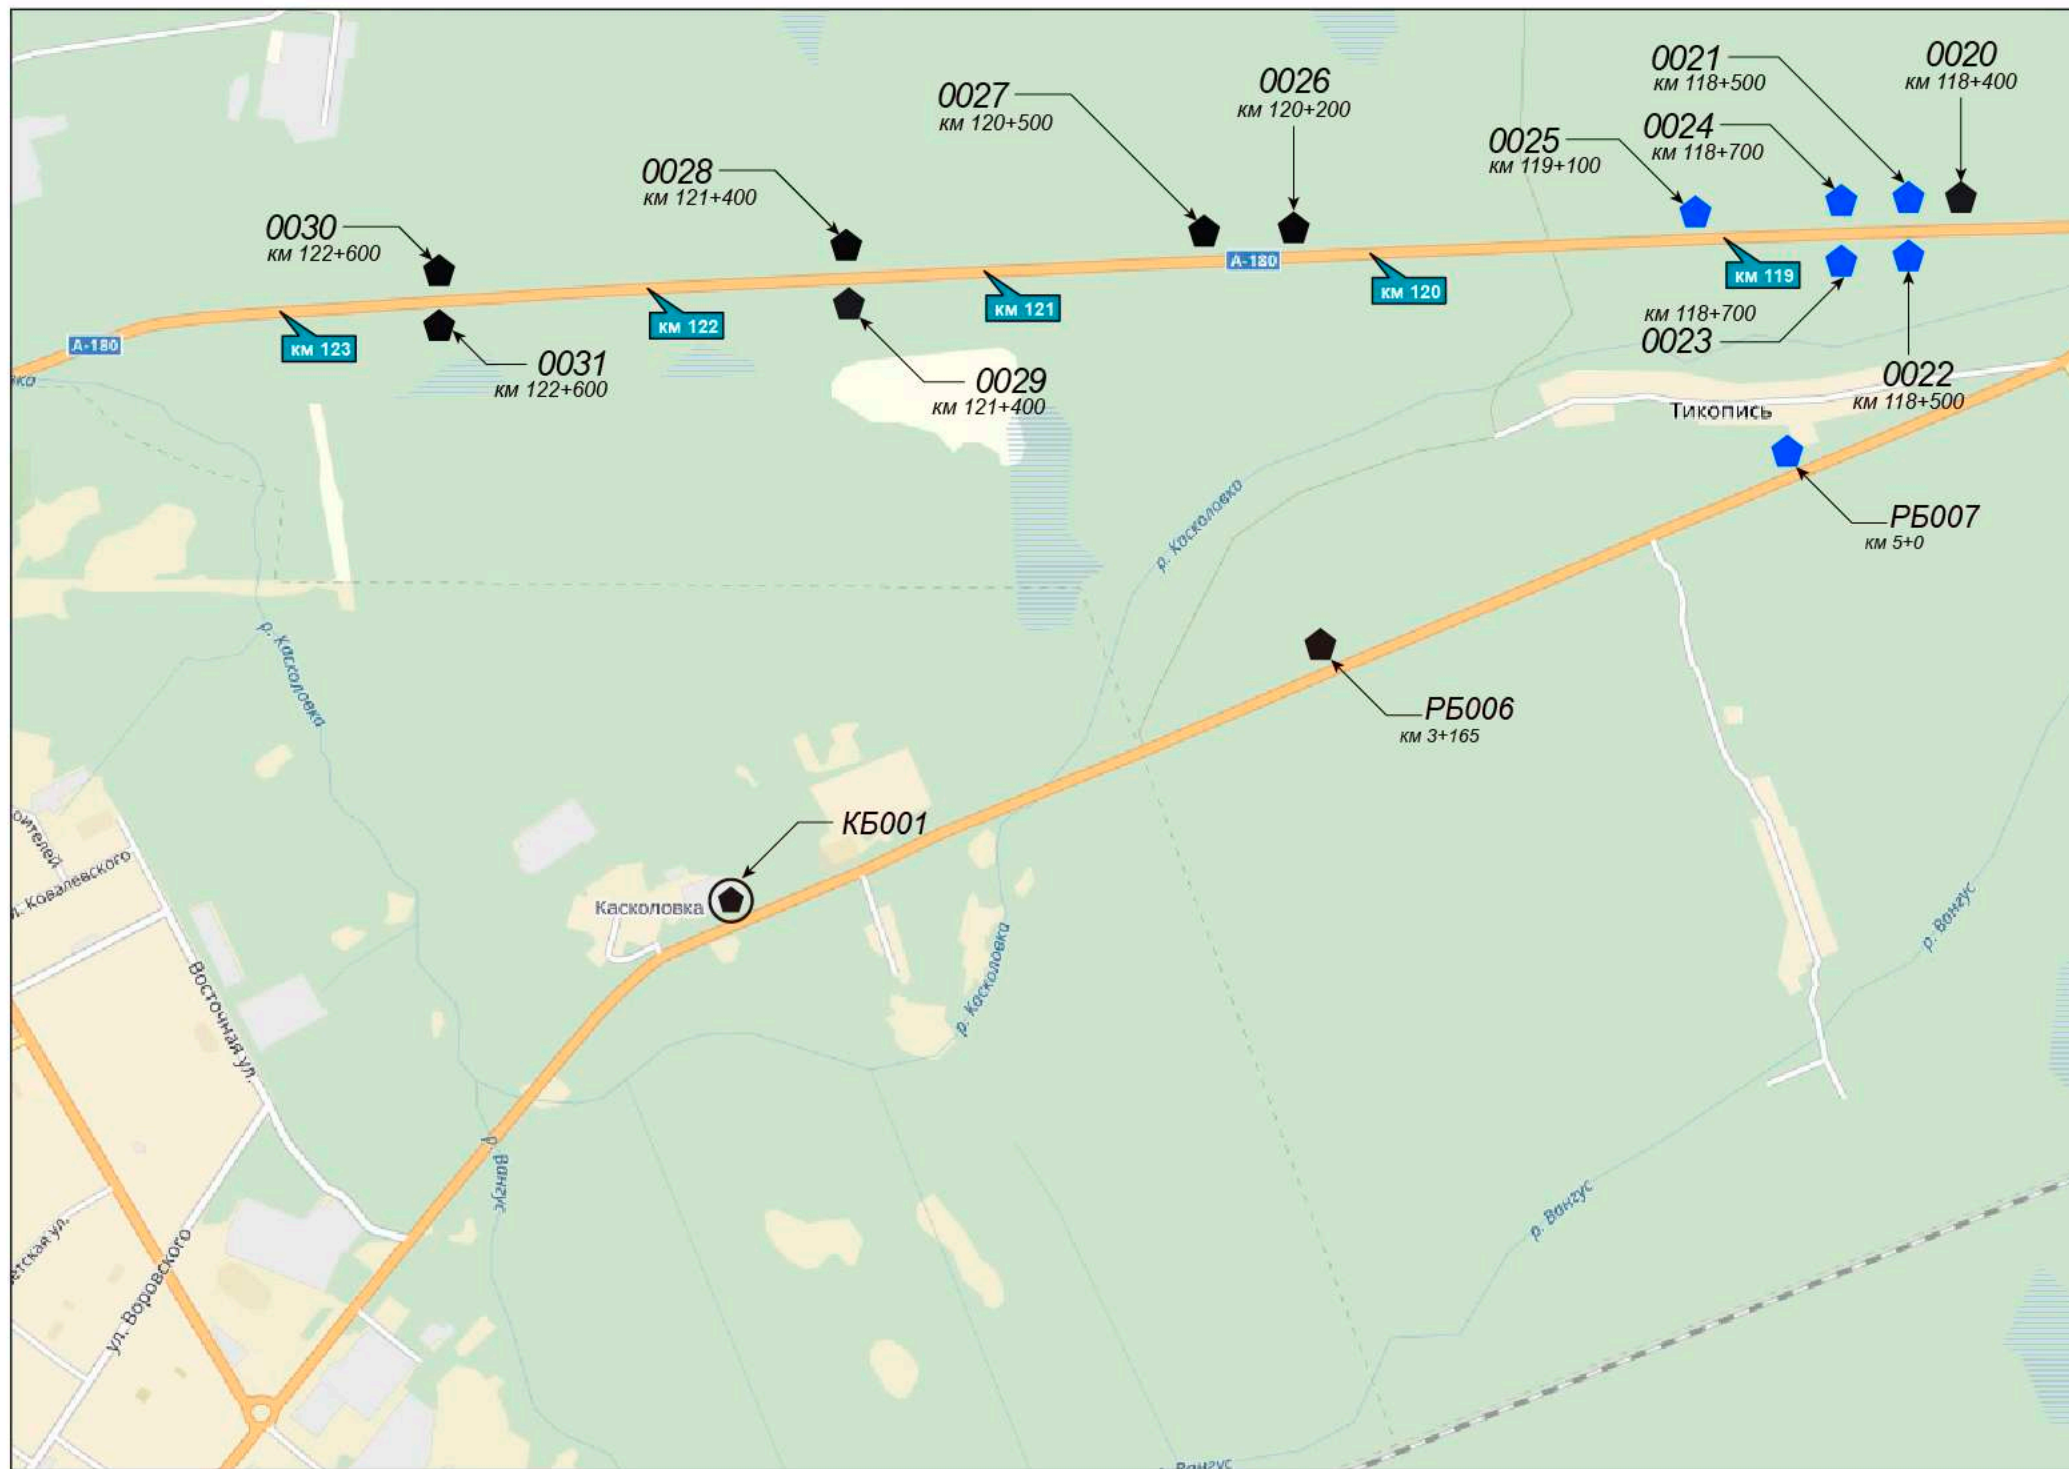 0021
км 118+500
0020
км 118+400
0027
км 120+500
0026
км 120+200
0024
км 118+700
0025
км 119+100
0028
км 121+400
0030
км 122+600
А-180
км 119
км 120
км 121
км 122
км 123
А-180
км 118+700
0023
0031
км 122+600
0029
км 121+400
0022
км 118+500
Тикопись
р. Касколовка
РБ007
км 5+0
р. Касколовка
РБ006
км 3+165
КБ001
Касколовка
Ковалевского
р. Вангус
р. Касколовка
Восточная ул.
р. Вангус
р. Вангус
ул. Воровского
р. Вангус